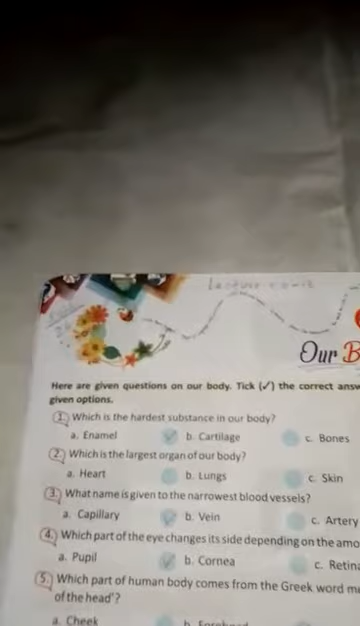 Our B
Here are given questions on our body. Tick (✓) the correct answ
given options.
1. Which is the hardest substance in our body?
a. Enamel b. Cartilage c. Bones
2. Which is the largest organ of our body?
a. Heart b. Lungs c. Skin
3. What name is given to the narrowest blood vessels?
a. Capillary b. Vein c. Artery
4. Which part of the eye changes its side depending on the amo
a. Pupil b. Cornea c. Retina
5. Which part of human body comes from the Greek word m
of the head'?
a. Cheek b. Forehead